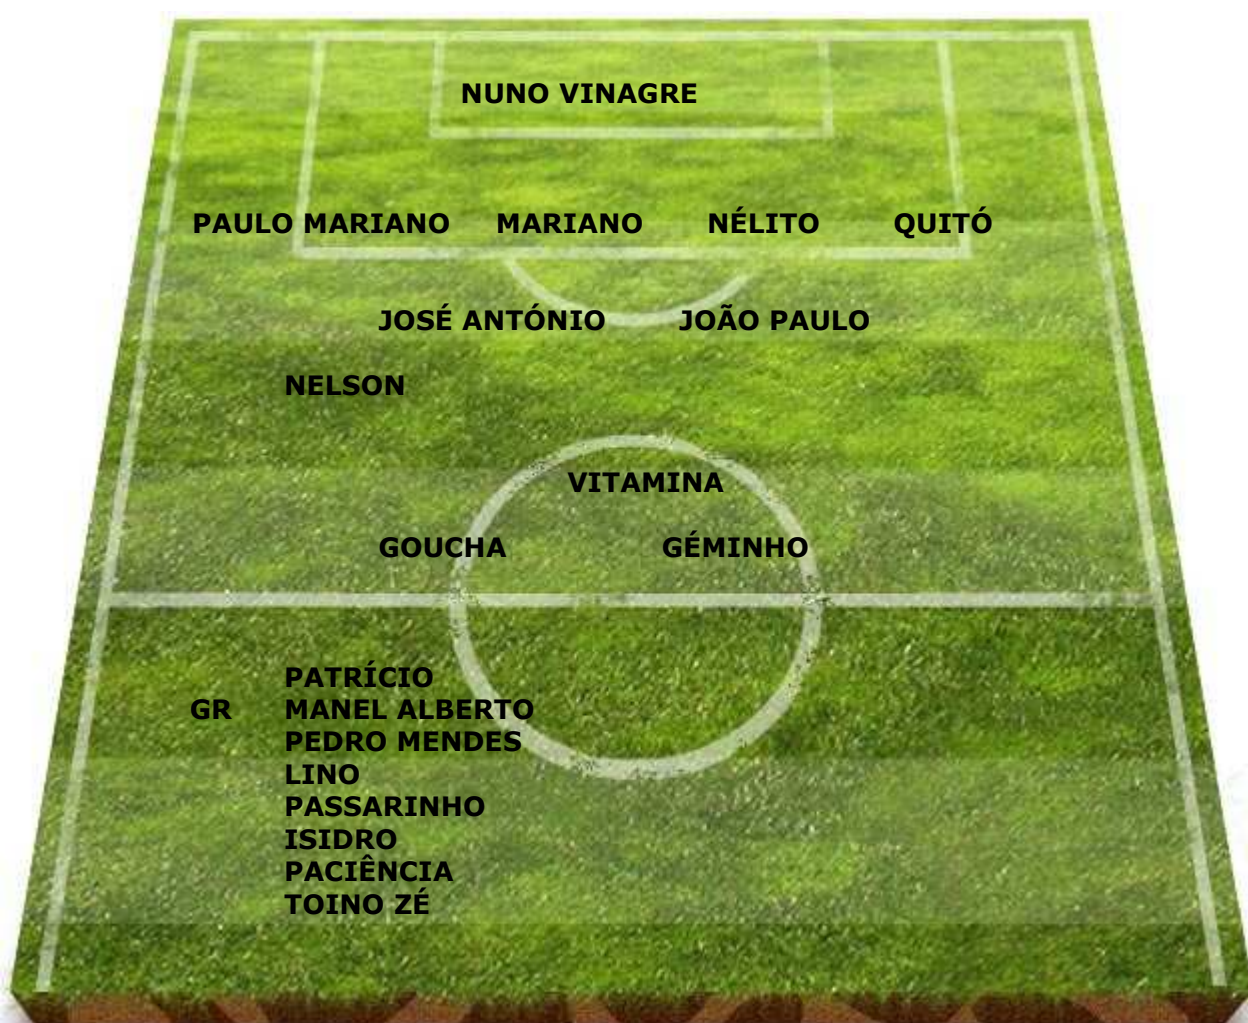 NUNO VINAGRE
PAULO MARIANO MARIANO NÉLITO QUITÓ
JOSÉ ANTÓNIO JOÃO PAULO
NELSON
VITAMINA
GOUCHA GÉMINHO
PATRÍCIO
GR MANEL ALBERTO
PEDRO MENDES
LINO
PASSARINHO
ISIDRO
PACIÊNCIA
TOINO ZÉ